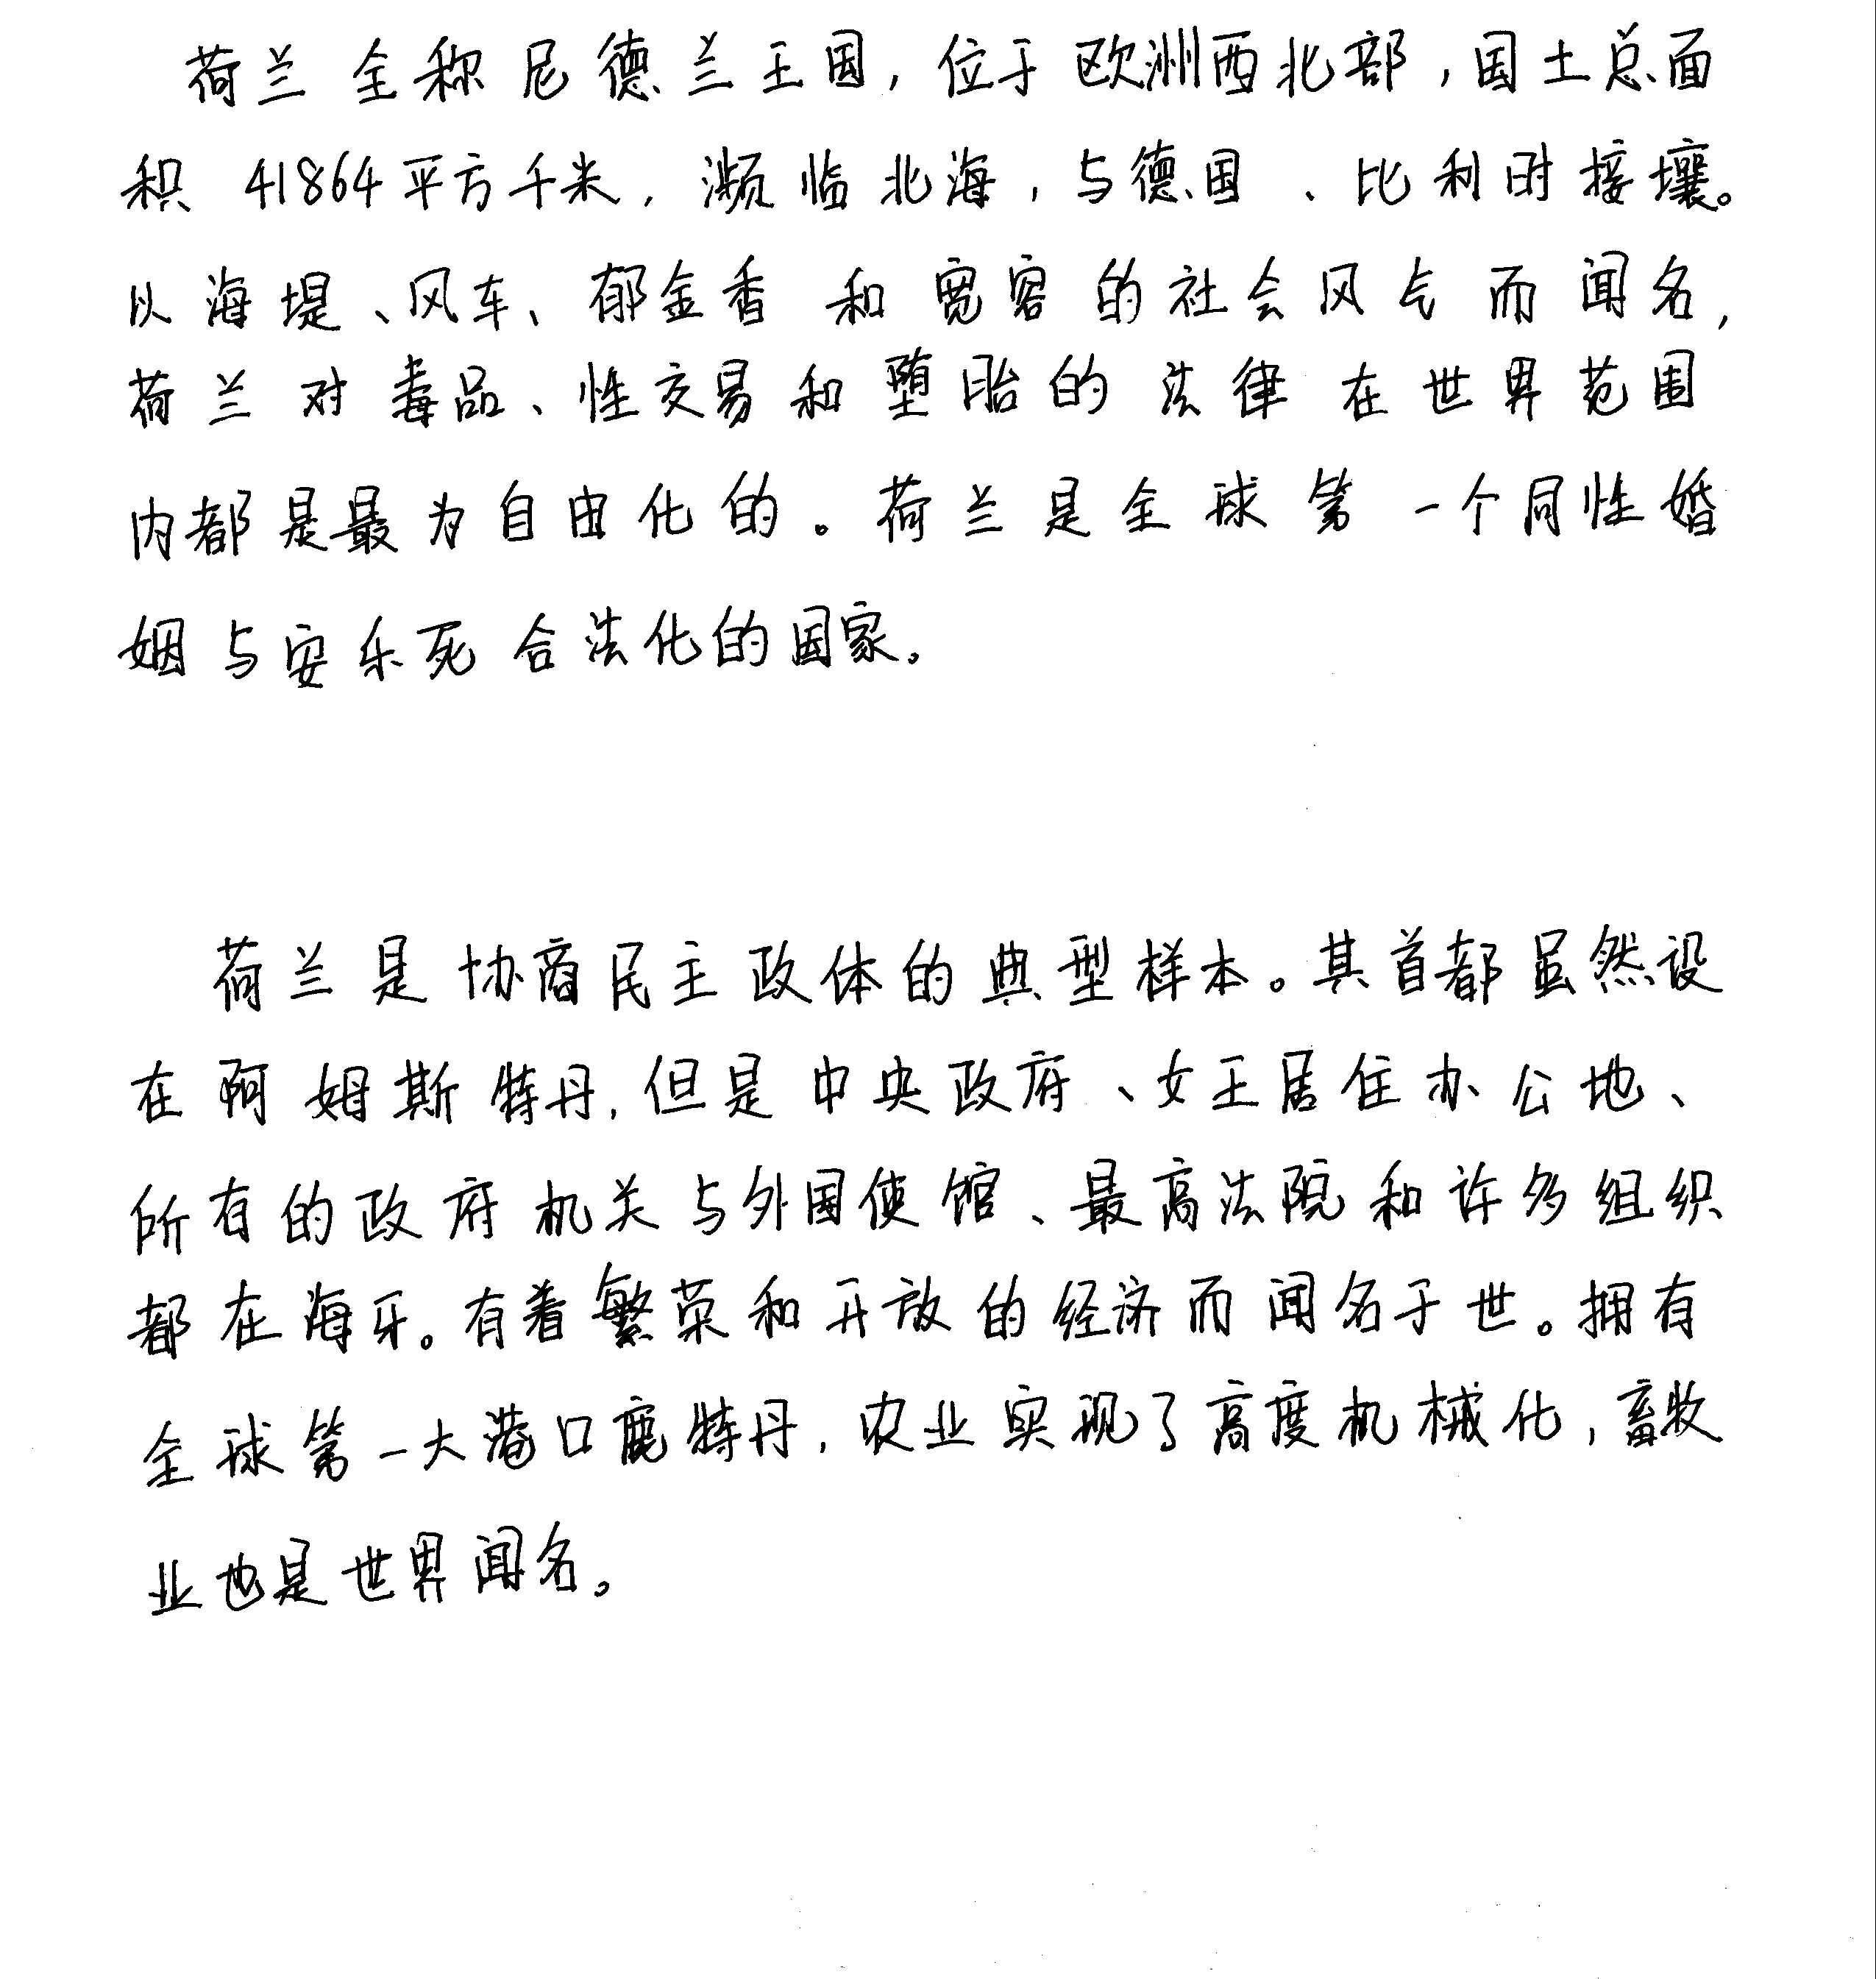 荷兰全称尼德兰王国，位于欧洲西北部，国土总面
积41864平方千米，濒临北海，与德国、比利时接壤。
以海堤、风车、郁金香和宽容的社会风气而闻名，
荷兰对毒品、性交易和堕胎的法律在世界范围
内都是最为自由化的。荷兰是全球第一个同性婚
姻与安乐死合法化的国家。
荷兰是协商民主政体的典型样本。其首都虽然设
在阿姆斯特丹，但是中央政府、女王居住办公地、
所有的政府机关与外国使馆、最高法院和许多组织
都在海牙。有着繁荣和开放的经济而闻名于世。拥有
全球第一大港口鹿特丹，农业实现了高度机械化，畜牧
业也是世界闻名。